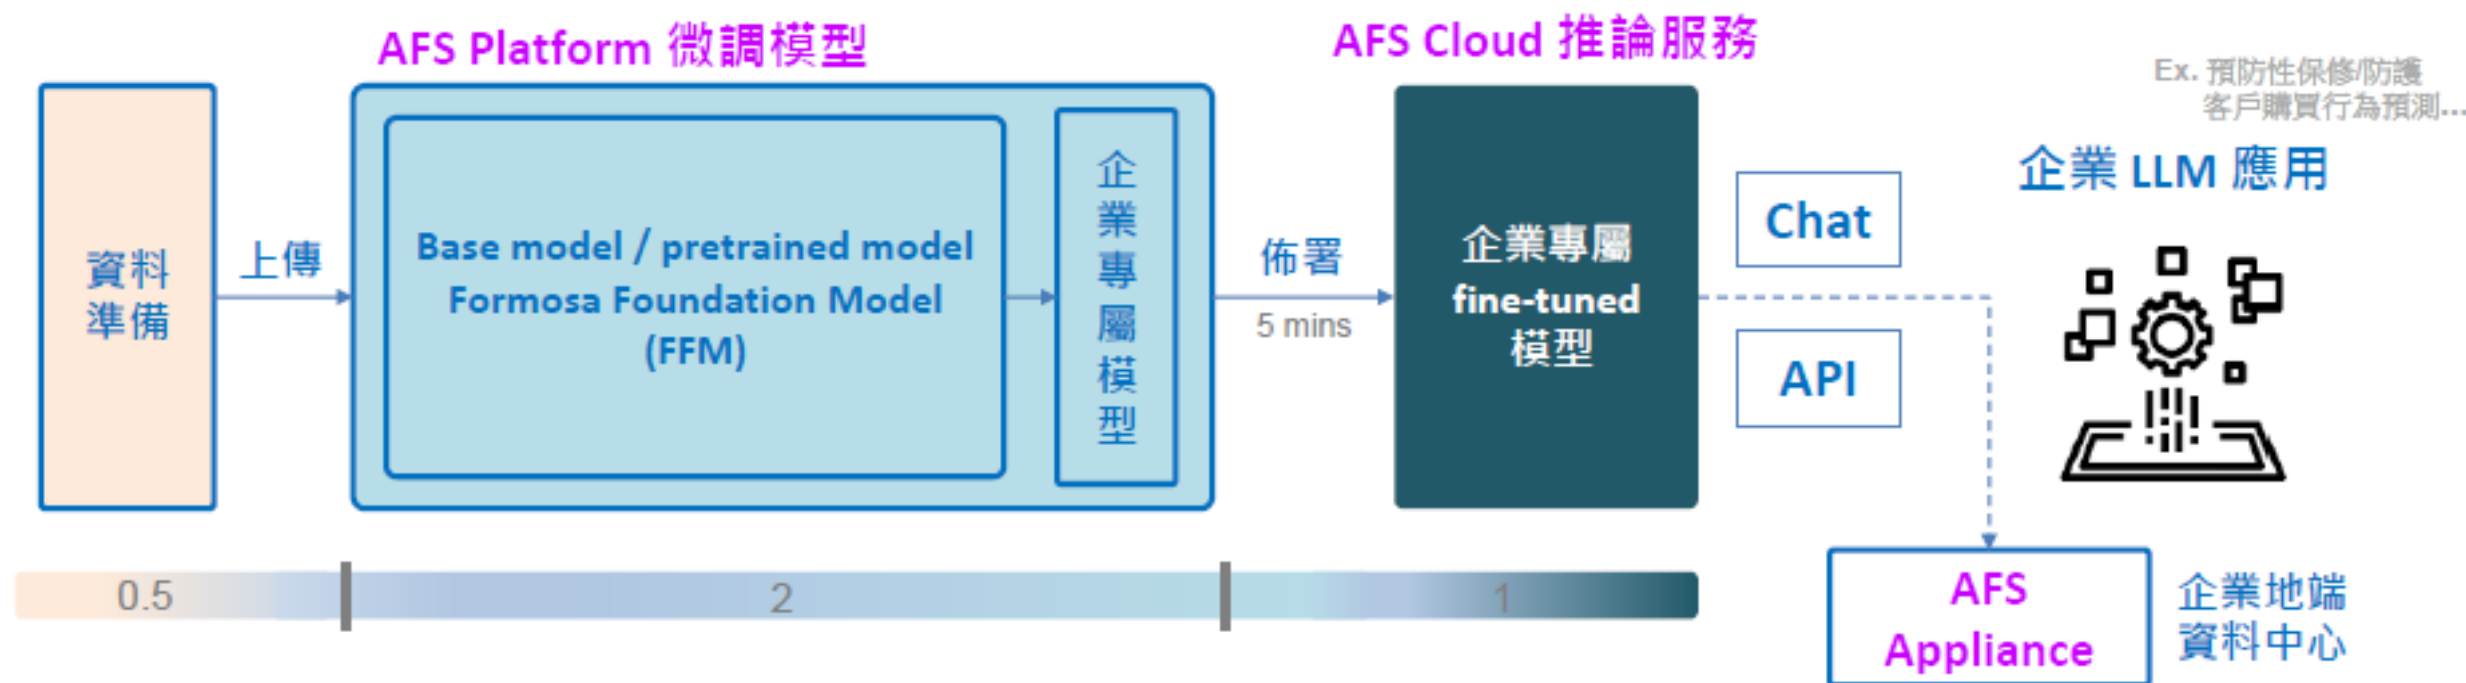 AFS Platform 微調模型
AFS Cloud 推論服務
Ex. 預防性保修/防護
客戶購買行為預測...
企業 LLM 應用
資料
準備
上傳
Base model / pretrained model
Formosa Foundation Model
(FFM)
企業專屬模型
佈署
5 mins
企業專屬
fine-tuned
模型
Chat
API
0.5
2
1
AFS
Appliance
企業地端
資料中心